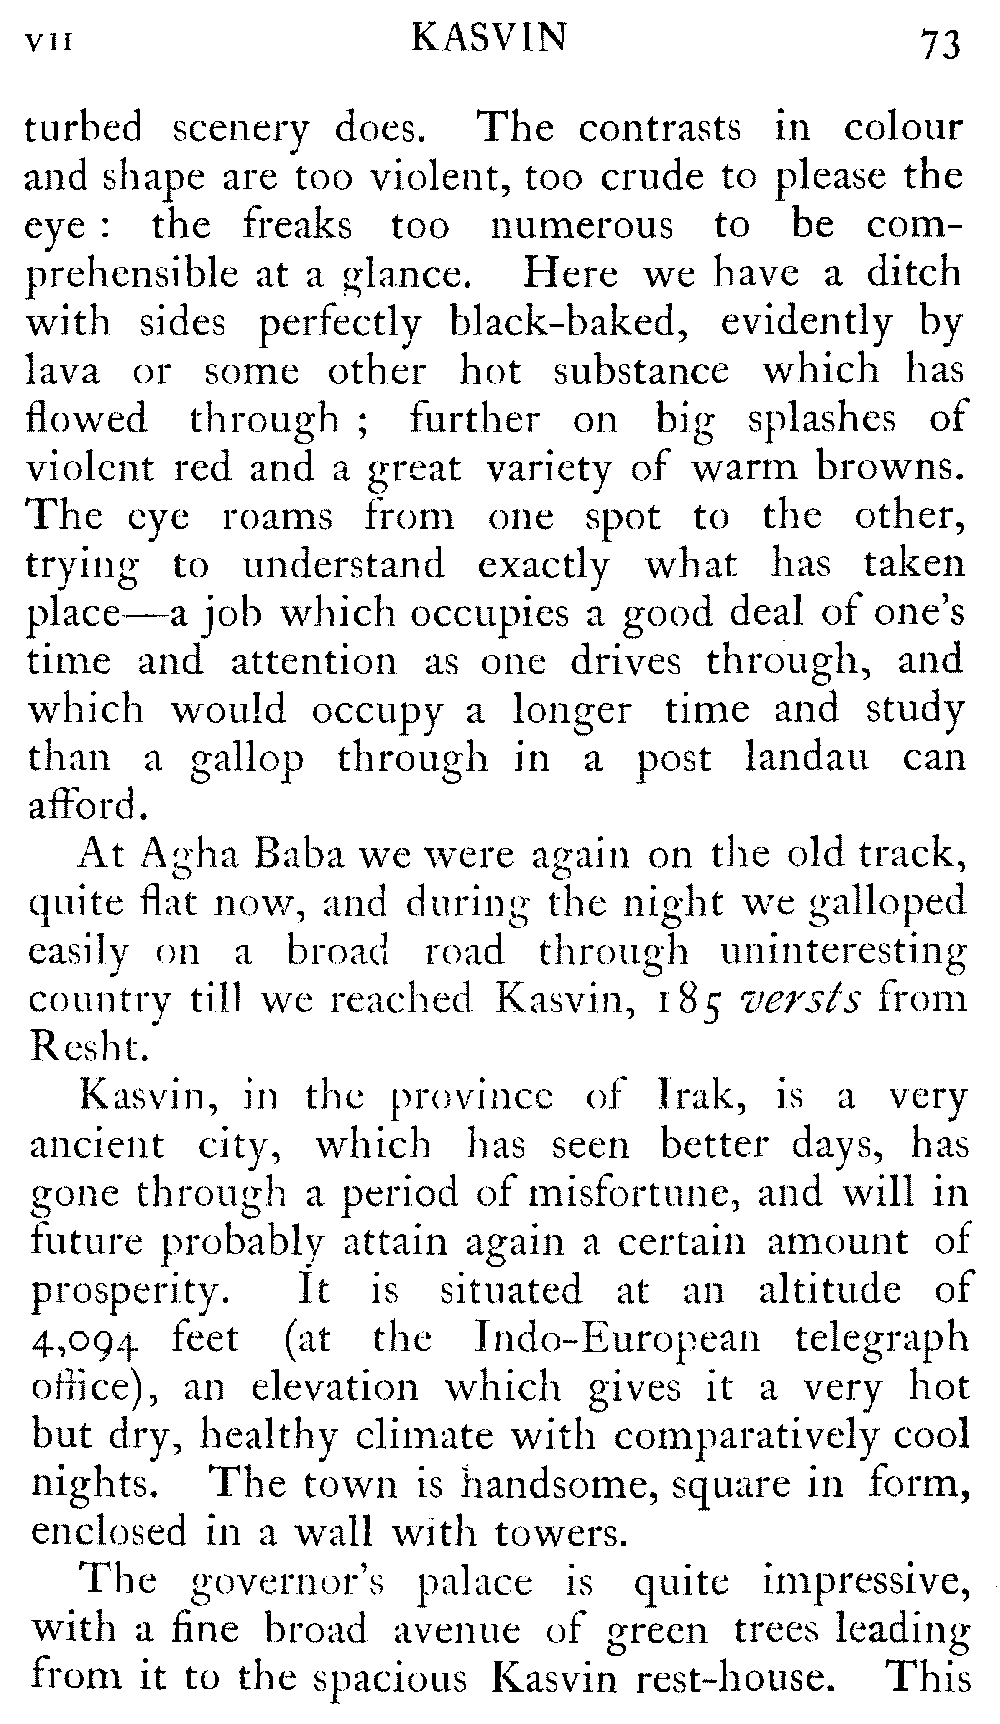 VII KASVIN 73
turbed scenery does. The contrasts in colour
and shape are too violent, too crude to please the
eye : the freaks too numerous to be com-
prehensible at a glance. Here we have a ditch
with sides perfectly black-baked, evidently by
lava or some other hot substance which has
flowed through ; further on big splashes of
violent red and a great variety of warm browns.
The eye roams from one spot to the other,
trying to understand exactly what has taken
place—a job which occupies a good deal of one's
time and attention as one drives through, and
which would occupy a longer time and study
than a gallop through in a post landau can
afford.
At Agha Baba we were again on the old track,
quite flat now, and during the night we galloped
easily on a broad road through uninteresting
country till we reached Kasvin, 185 versts from
Resht.
Kasvin, in the province of Irak, is a very
ancient city, which has seen better days, has
gone through a period of misfortune, and will in
future probably attain again a certain amount of
prosperity. It is situated at an altitude of
4,094 feet (at the Indo-European telegraph
office), an elevation which gives it a very hot
but dry, healthy climate with comparatively cool
nights. The town is handsome, square in form,
enclosed in a wall with towers.
The governor's palace is quite impressive,
with a fine broad avenue of green trees leading
from it to the spacious Kasvin rest-house. This